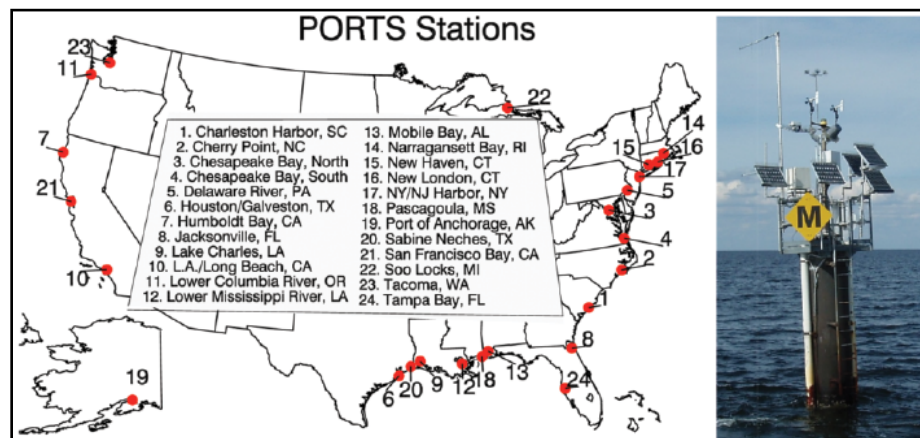 PORTS Stations
23
11
7
21
10
19
22
14
16
15
17
5
3
4
2
1
8
24
6
20
9
12
18
13
1. Charleston Harbor, SC
2. Cherry Point, NC
3. Chesapeake Bay, North
4. Chesapeake Bay, South
5. Delaware River, PA
6. Houston/Galveston, TX
7. Humboldt Bay, CA
8. Jacksonville, FL
9. Lake Charles, LA
10. L.A./Long Beach, CA
11. Lower Columbia River, OR
12. Lower Mississippi River, LA
13. Mobile Bay, AL
14. Narragansett Bay, RI
15. New Haven, CT
16. New London, CT
17. NY/NJ Harbor, NY
18. Pascagoula, MS
19. Port of Anchorage, AK
20. Sabine Neches, TX
21. San Francisco Bay, CA
22. Soo Locks, MI
23. Tacoma, WA
24. Tampa Bay, FL
M